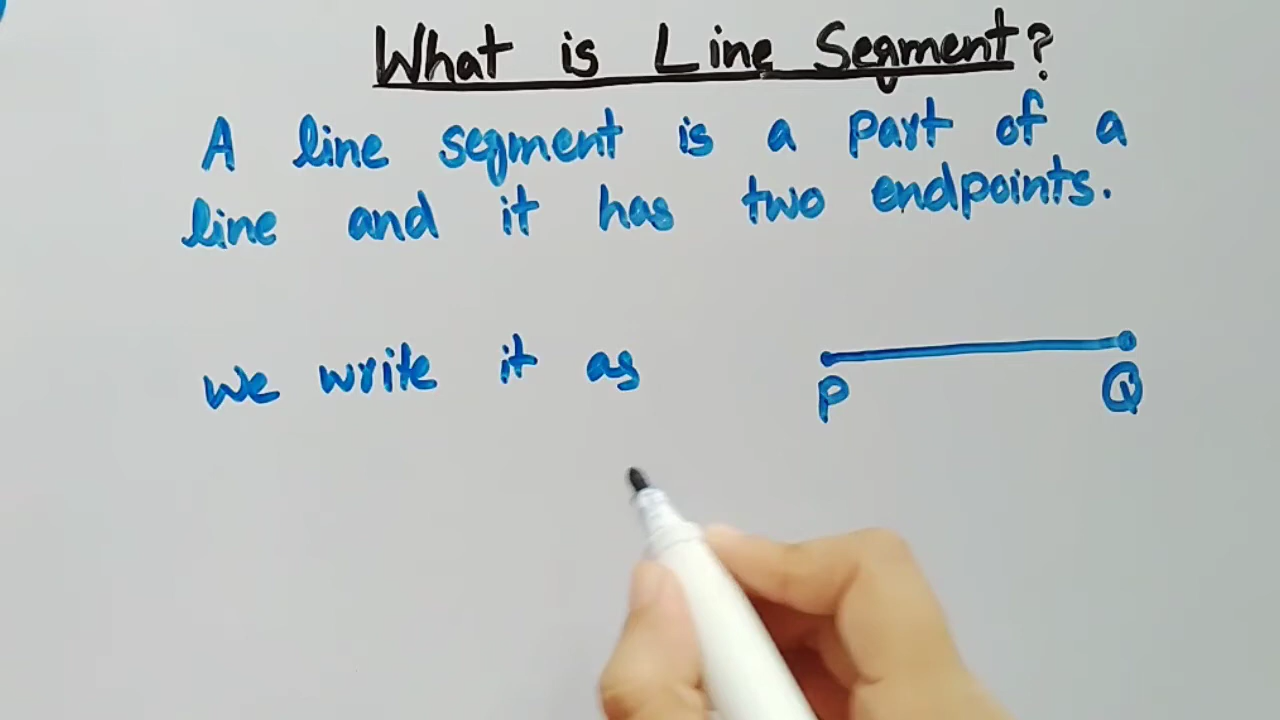 What is Line Segment?
A line segment is a part of a
line and it has two endpoints.
we write it as
P Q